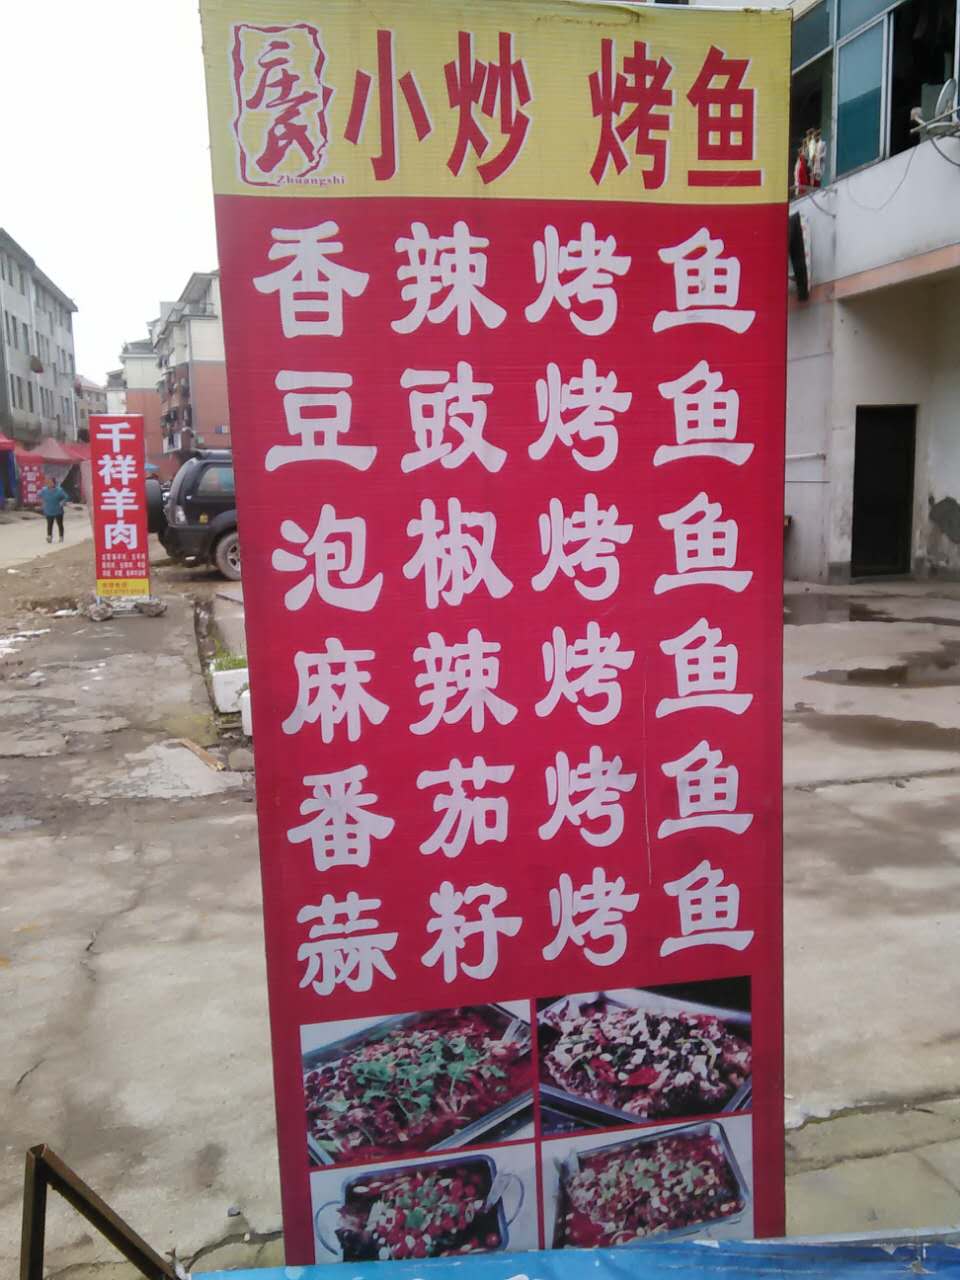 庄氏 小炒 烤鱼
Zhuangshi
香辣烤鱼
豆豉烤鱼
泡椒烤鱼
麻辣烤鱼
番茄烤鱼
蒜籽烤鱼
千祥羊肉